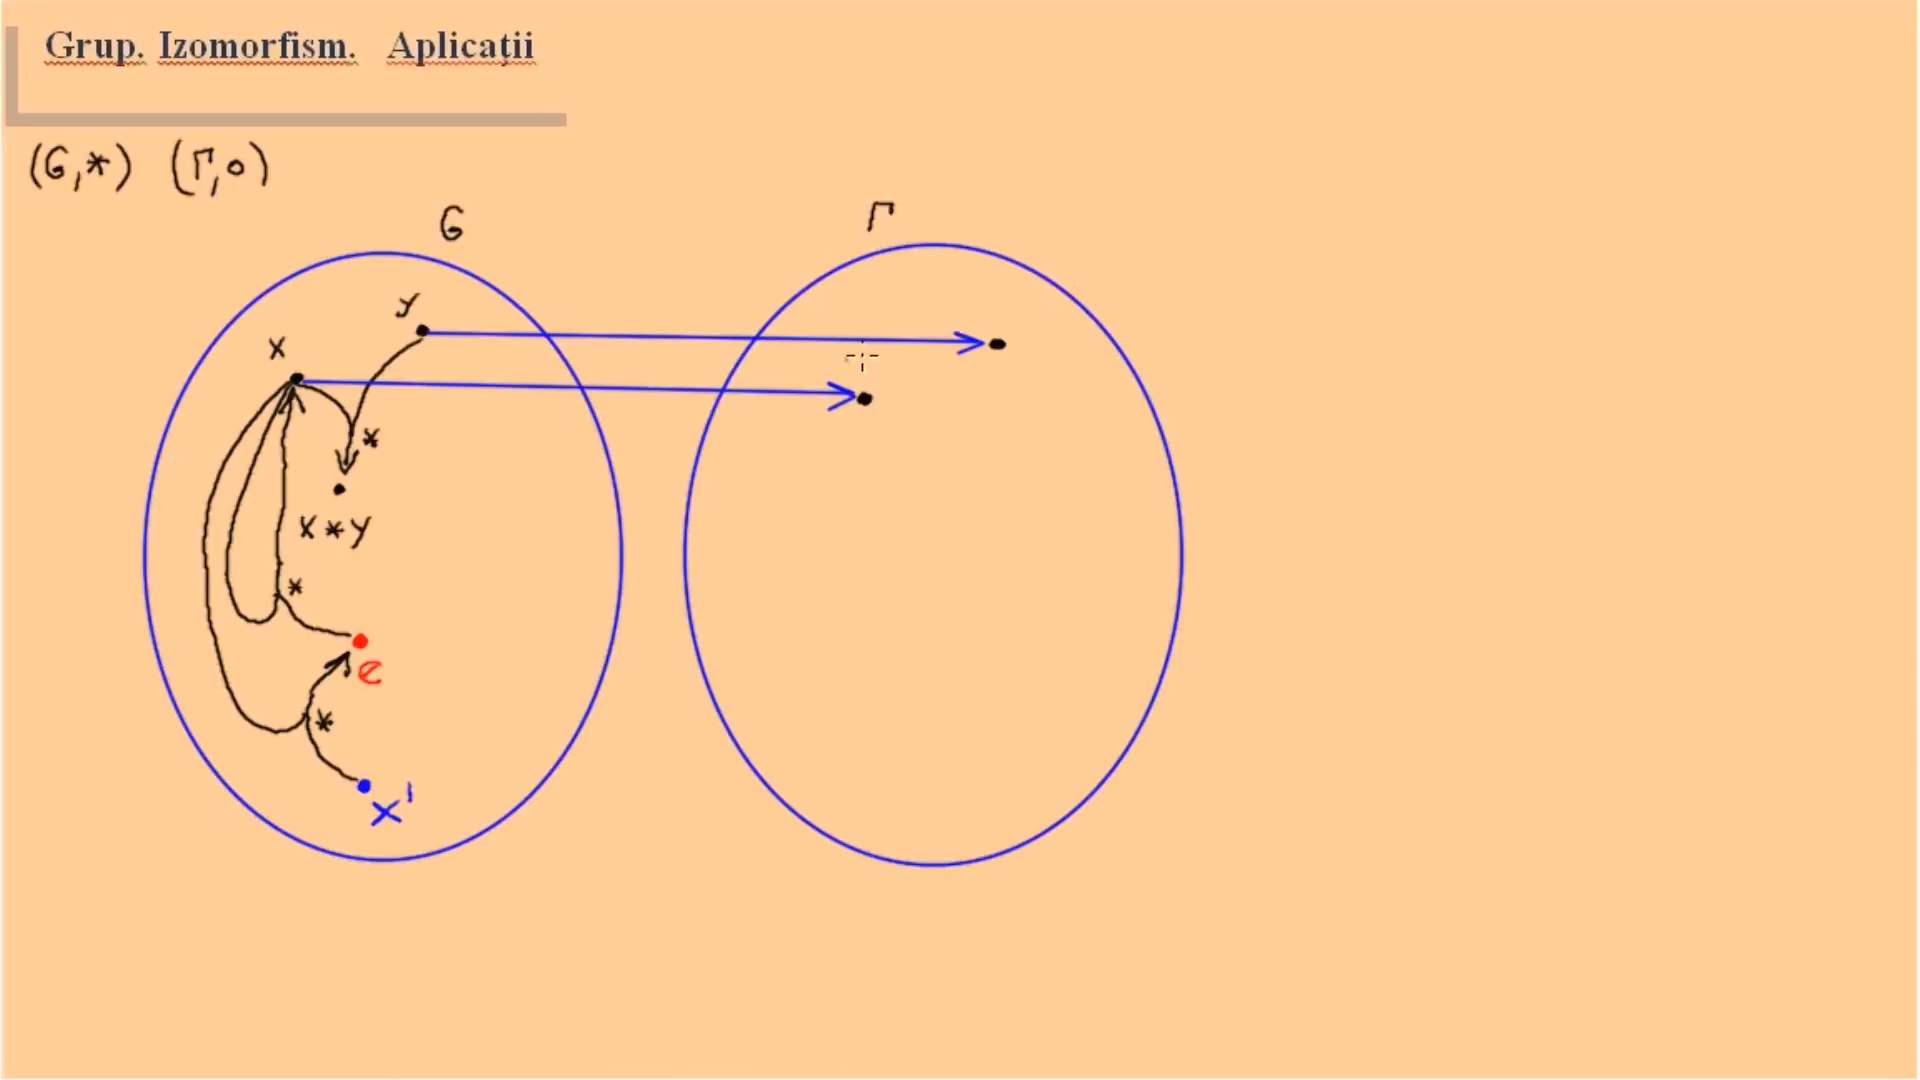 Grup. Izomorfism. Aplicații
(G,*) (Γ,∘)
G
Γ
y
x
*
x * y
*
e
*
x'